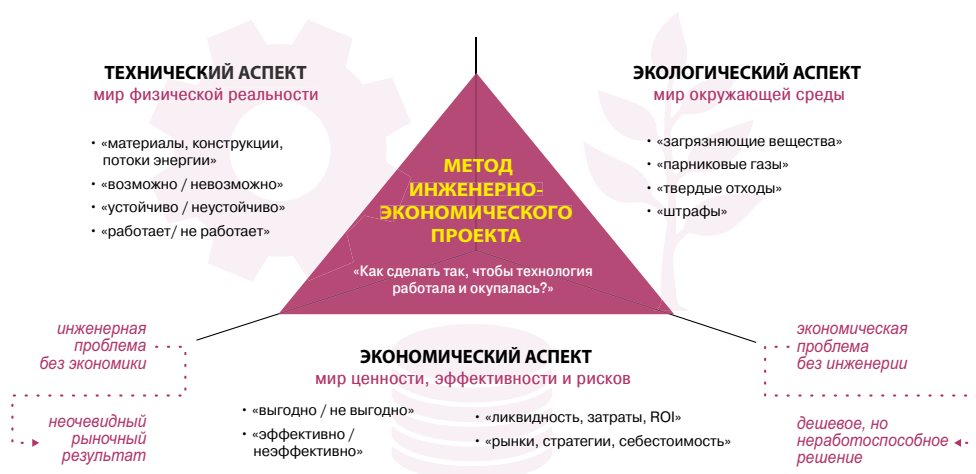 ТЕХНИЧЕСКИЙ АСПЕКТ
мир физической реальности
• «материалы, конструкции,
потоки энергии»
• «возможно / невозможно»
• «устойчиво / неустойчиво»
• «работает/ не работает»
ЭКОЛОГИЧЕСКИЙ АСПЕКТ
мир окружающей среды
• «загрязняющие вещества»
• «парниковые газы»
• «твердые отходы»
• «штрафы»
МЕТОД
ИНЖЕНЕРНО-
ЭКОНОМИЧЕСКОГО
ПРОЕКТА
«Как сделать так, чтобы технология
работала и окупалась?»
инженерная
проблема
без экономики
неочевидный
рыночный
результат
ЭКОНОМИЧЕСКИЙ АСПЕКТ
мир ценности, эффективности и рисков
• «выгодно / не выгодно»
• «эффективно /
неэффективно»
• «ликвидность, затраты, ROI»
• «рынки, стратегии, себестоимость»
экономическая
проблема
без инженерии
дешевое, но
неработоспособное
решение